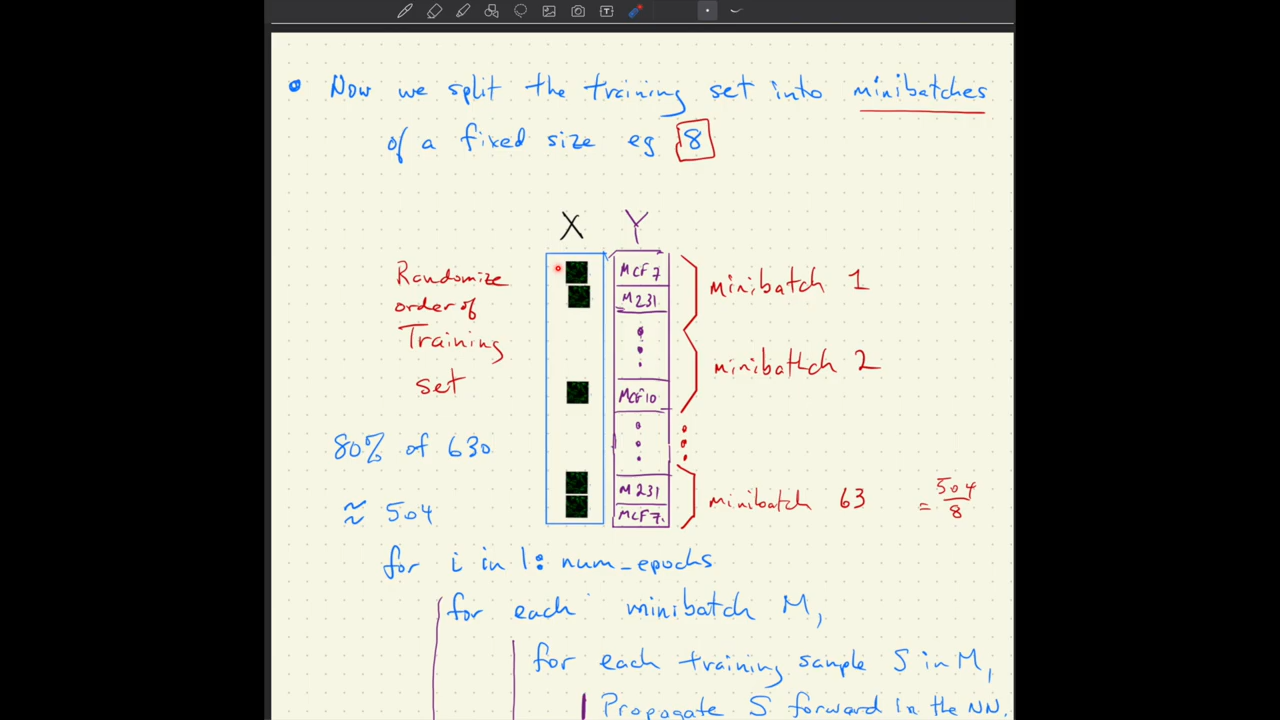 • Now we split the training set into minibatches
of a fixed size eg 8
X Y
Randomize
order of
Training
set
MCF7
M231
MCF10
M231
MCF7.
minibatch 1
minibathch 2
minibatch 63 = 504/8
80% of 630
≈ 504
for i in 1: num_epochs
for each minibatch M,
for each training sample S in M,
Propagate S forward in the NN.